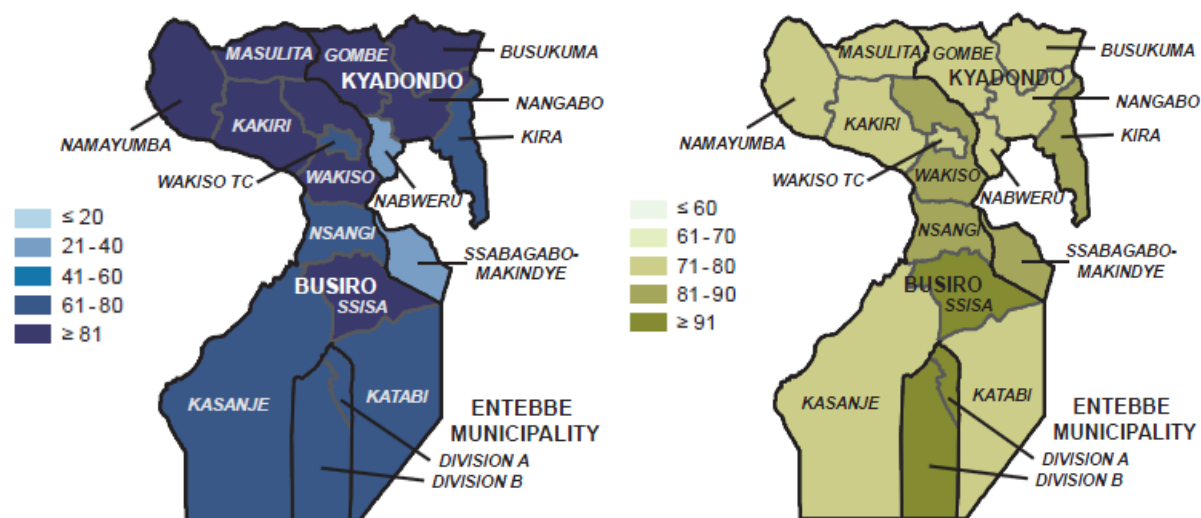 MASULITA
GOMBE
BUSUKUMA
KYADONDO
NANGABO
KAKIRI
KIRA
NAMAYUMBA
WAKISO TC
WAKISO
NABWERU
≤ 20
21-40
41-60
61-80
≥ 81
NSANGI
SSABAGABO-
MAKINDYE
BUSIRO
SSISA
KASANJE
KATABI
ENTEBBE
MUNICIPALITY
DIVISION A
DIVISION B
MASULITA
GOMBE
BUSUKUMA
KYADONDO
NANGABO
KAKIRI
KIRA
NAMAYUMBA
WAKISO TC
WAKISO
NABWERU
≤ 60
61-70
71-80
81-90
≥ 91
NSANGI
SSABAGABO-
MAKINDYE
BUSIRO
SSISA
KASANJE
KATABI
ENTEBBE
MUNICIPALITY
DIVISION A
DIVISION B